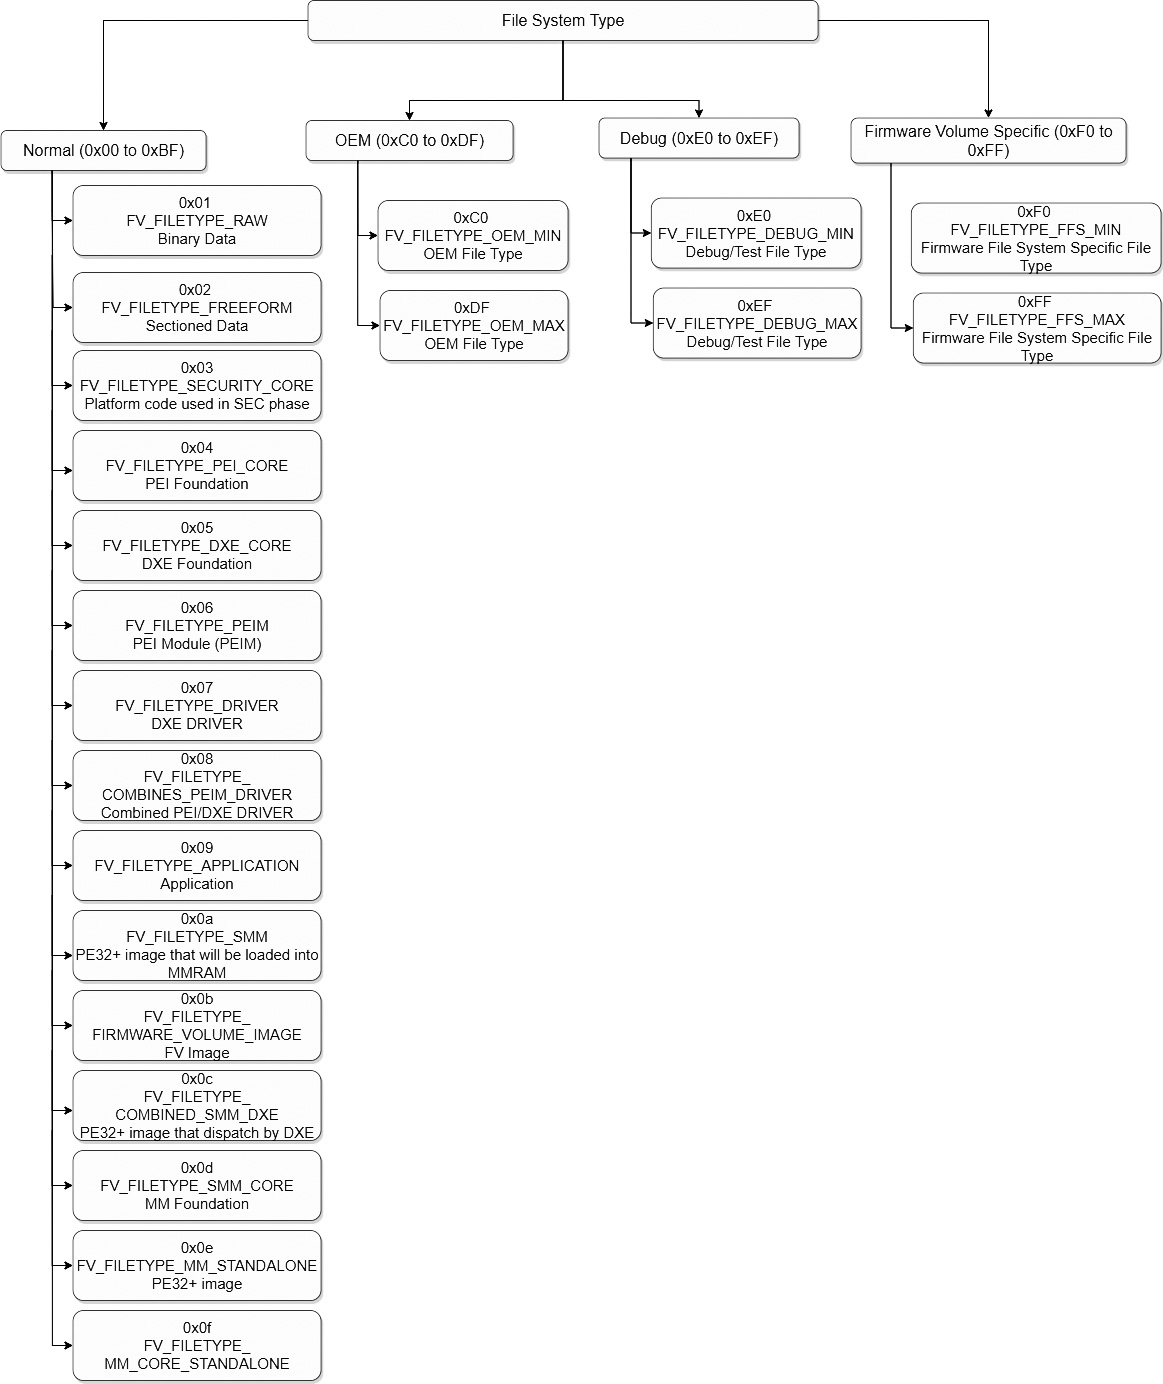 File System Type
Normal (0x00 to 0xBF)
0x01
FV_FILETYPE_RAW
Binary Data
0x02
FV_FILETYPE_FREEFORM
Sectioned Data
0x03
FV_FILETYPE_SECURITY_CORE
Platform code used in SEC phase
0x04
FV_FILETYPE_PEI_CORE
PEI Foundation
0x05
FV_FILETYPE_DXE_CORE
DXE Foundation
0x06
FV_FILETYPE_PEIM
PEI Module (PEIM)
0x07
FV_FILETYPE_DRIVER
DXE DRIVER
0x08
FV_FILETYPE_
COMBINES_PEIM_DRIVER
Combined PEI/DXE DRIVER
0x09
FV_FILETYPE_APPLICATION
Application
0x0a
FV_FILETYPE_SMM
PE32+ image that will be loaded into
MMRAM
0x0b
FV_FILETYPE_
FIRMWARE_VOLUME_IMAGE
FV Image
0x0c
FV_FILETYPE_
COMBINED_SMM_DXE
PE32+ image that dispatch by DXE
0x0d
FV_FILETYPE_SMM_CORE
MM Foundation
0x0e
FV_FILETYPE_MM_STANDALONE
PE32+ image
0x0f
FV_FILETYPE_
MM_CORE_STANDALONE
OEM (0xC0 to 0xDF)
0xC0
FV_FILETYPE_OEM_MIN
OEM File Type
0xDF
FV_FILETYPE_OEM_MAX
OEM File Type
Debug (0xE0 to 0xEF)
0xE0
FV_FILETYPE_DEBUG_MIN
Debug/Test File Type
0xEF
FV_FILETYPE_DEBUG_MAX
Debug/Test File Type
Firmware Volume Specific (0xF0 to
0xFF)
0xF0
FV_FILETYPE_FFS_MIN
Firmware File System Specific File
Type
0xFF
FV_FILETYPE_FFS_MAX
Firmware File System Specific File
Type